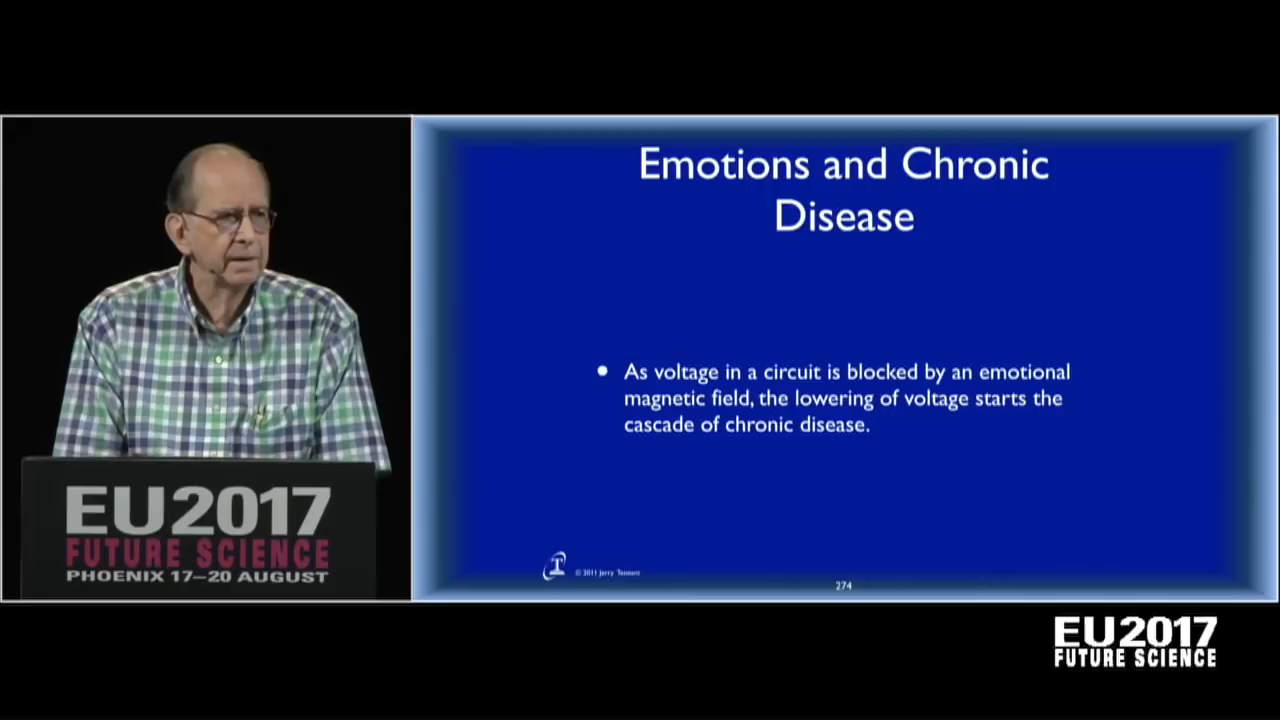 Emotions and Chronic
Disease
• As voltage in a circuit is blocked by an emotional
magnetic field, the lowering of voltage starts the
cascade of chronic disease.
T
© 2011 Jerry Tennant
274
EU2017
FUTURE SCIENCE
PHOENIX 17–20 AUGUST
EU2017
FUTURE SCIENCE